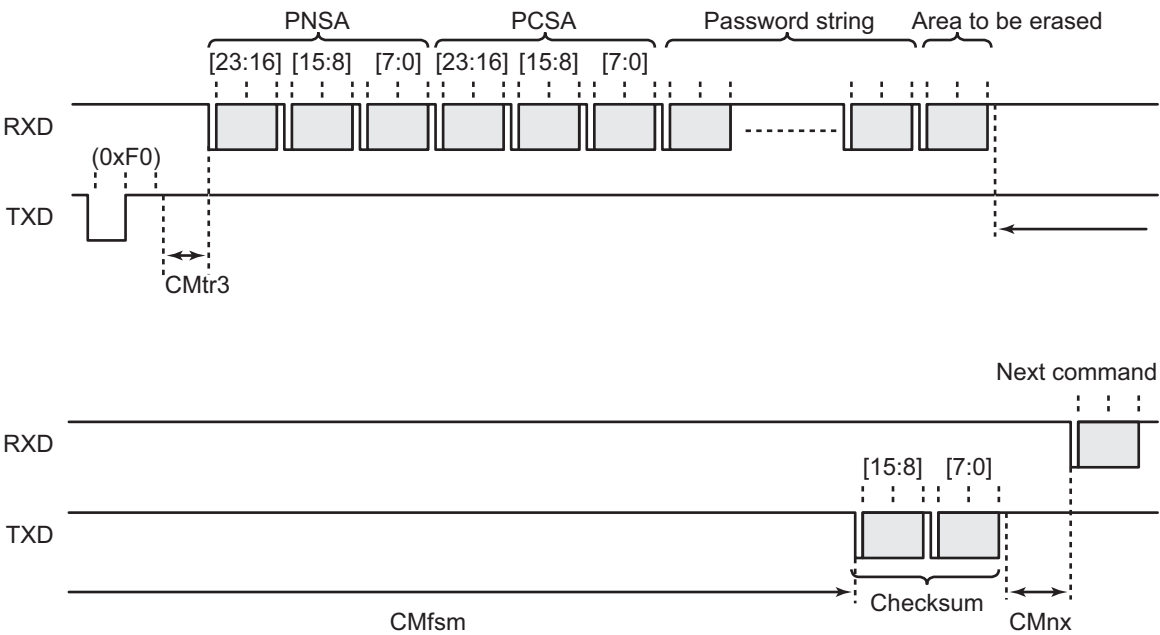 PNSA PCSA Password string Area to be erased
[23:16] [15:8] [7:0] [23:16] [15:8] [7:0]
RXD
(0xF0)
TXD
CMtr3
Next command
RXD
[15:8] [7:0]
TXD
Checksum
CMfsm CMnx